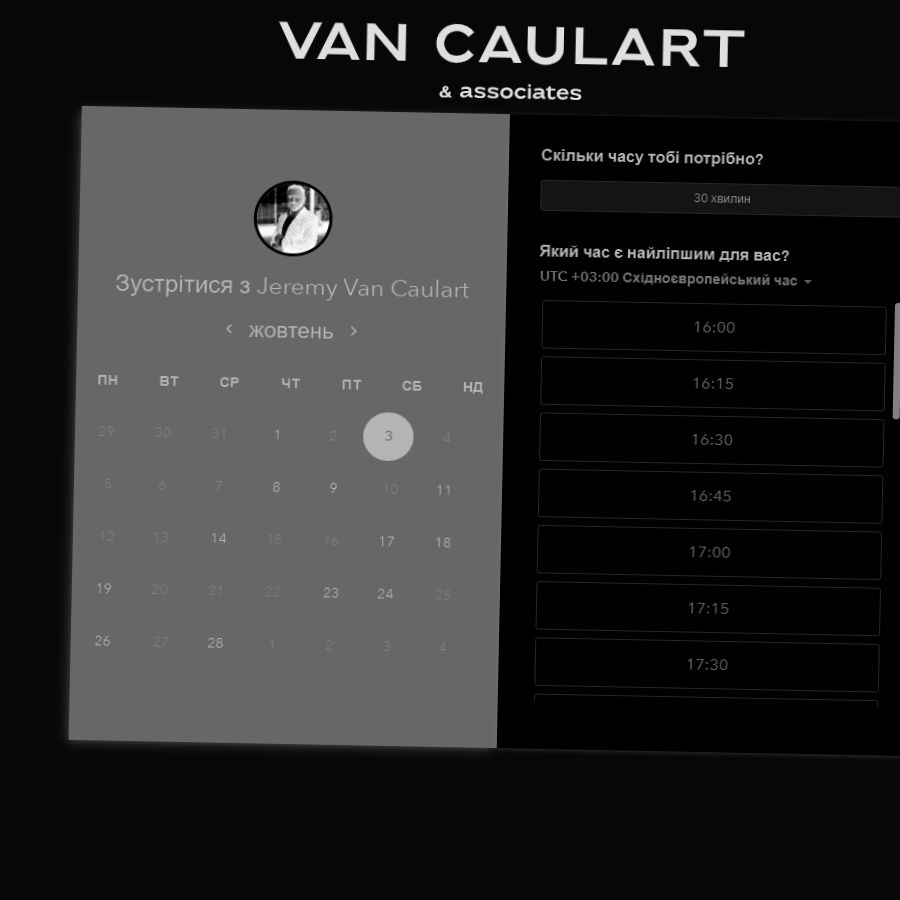 VAN CAULART
& associates
Зустрітися з Jeremy Van Caulart
жовтень
ПН ВТ СР ЧТ ПТ СБ НД
29 30 31 1 2 3 4
5 6 7 8 9 10 11
12 13 14 15 16 17 18
19 20 21 22 23 24 25
26 27 28 1 2 3 4
Скільки часу тобі потрібно?
30 хвилин
Який час є найліпшим для вас?
UTC +03:00 Східноєвропейський час
16:00
16:15
16:30
16:45
17:00
17:15
17:30